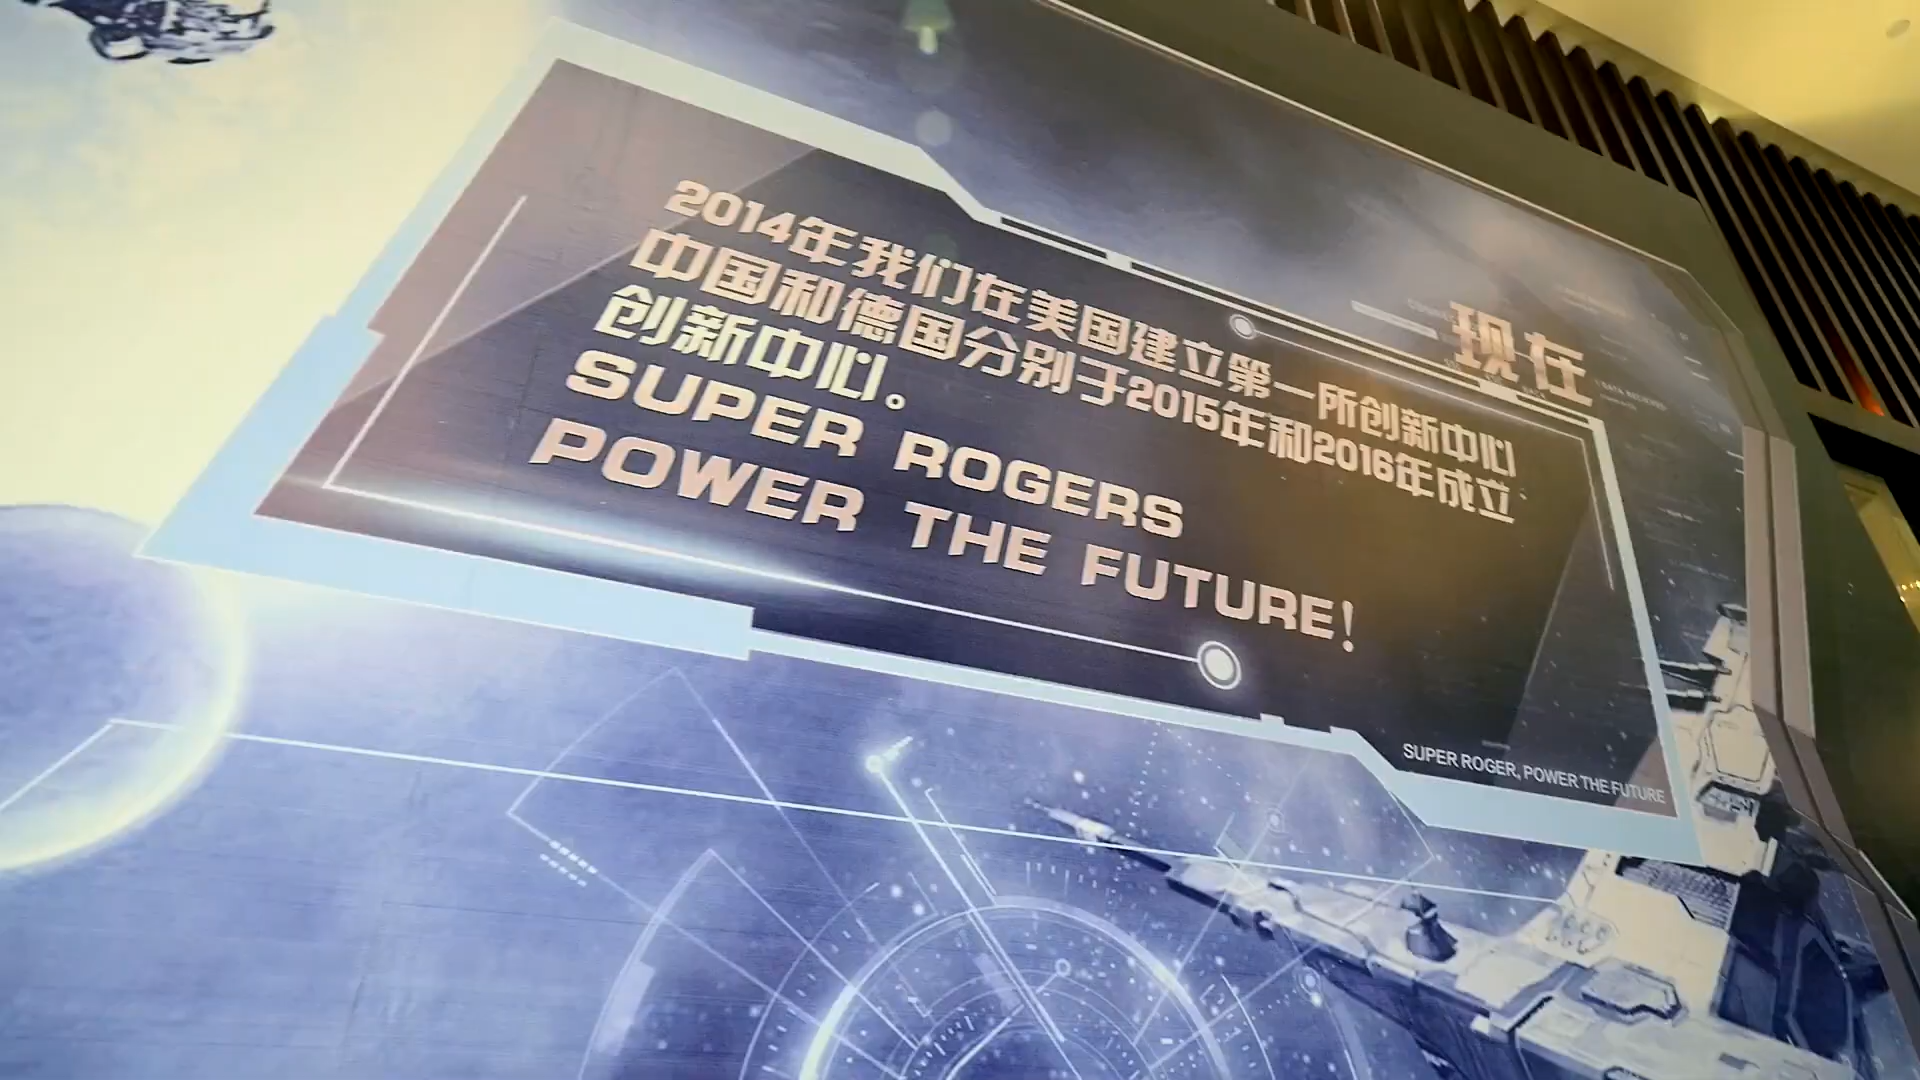 现在
2014年我们在美国建立第一所创新中心
中国和德国分别于2015年和2016年成立
创新中心。
SUPER ROGERS
POWER THE FUTURE!
SUPER ROGER, POWER THE FUTURE